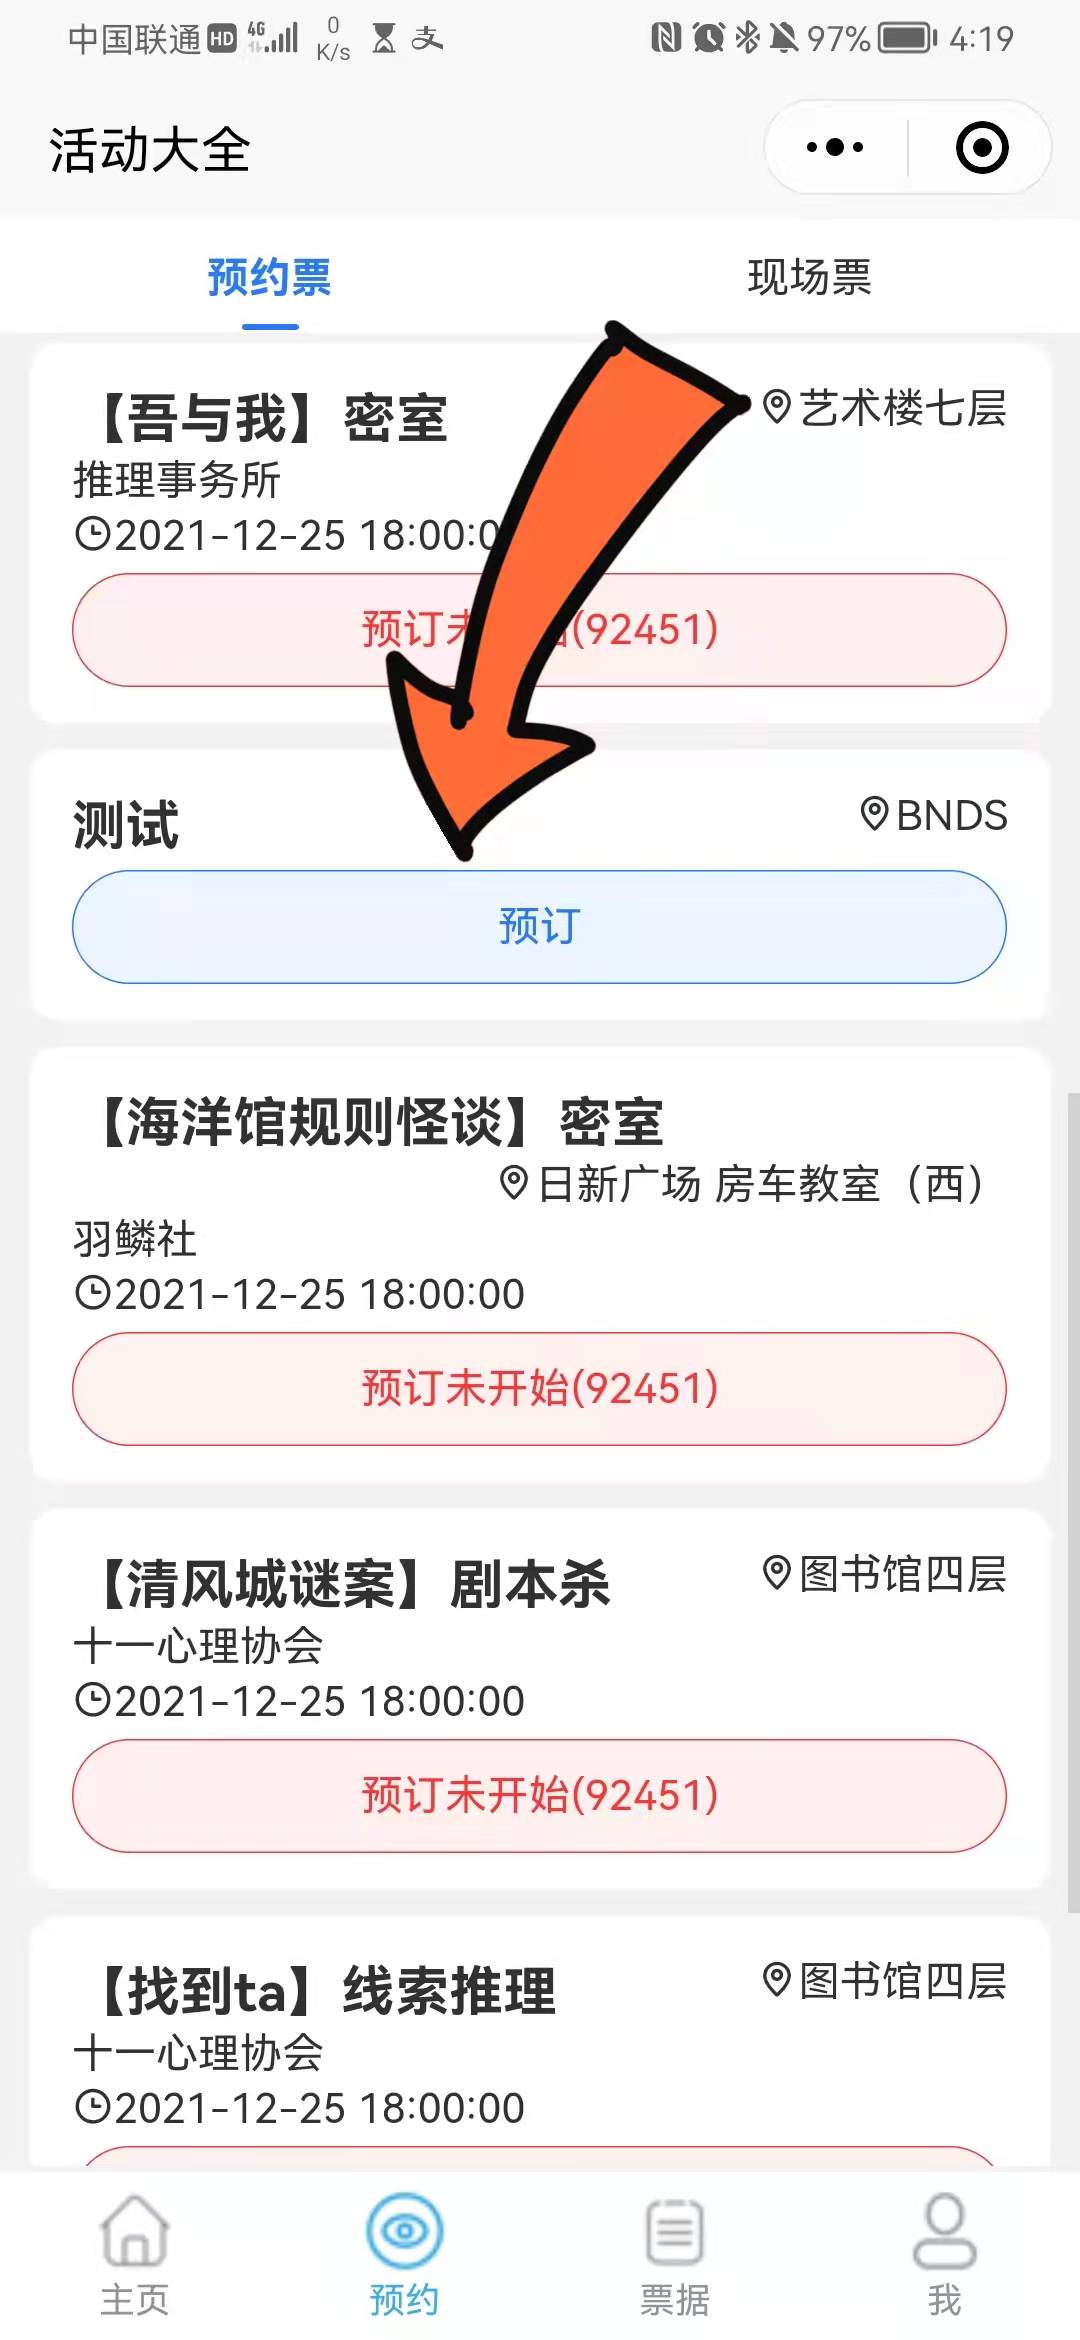 中国联通 HD 4G 0 K/s 支 97% 4:19
活动大全
预约票 现场票
【吾与我】密室 艺术楼七层
推理事务所
2021-12-25 18:00:0
预订未 (92451)
测试 BNDS
预订
【海洋馆规则怪谈】密室
日新广场 房车教室（西）
羽鳞社
2021-12-25 18:00:00
预订未开始(92451)
【清风城谜案】剧本杀 图书馆四层
十一心理协会
2021-12-25 18:00:00
预订未开始(92451)
【找到ta】线索推理 图书馆四层
十一心理协会
2021-12-25 18:00:00
主页 预约 票据 我